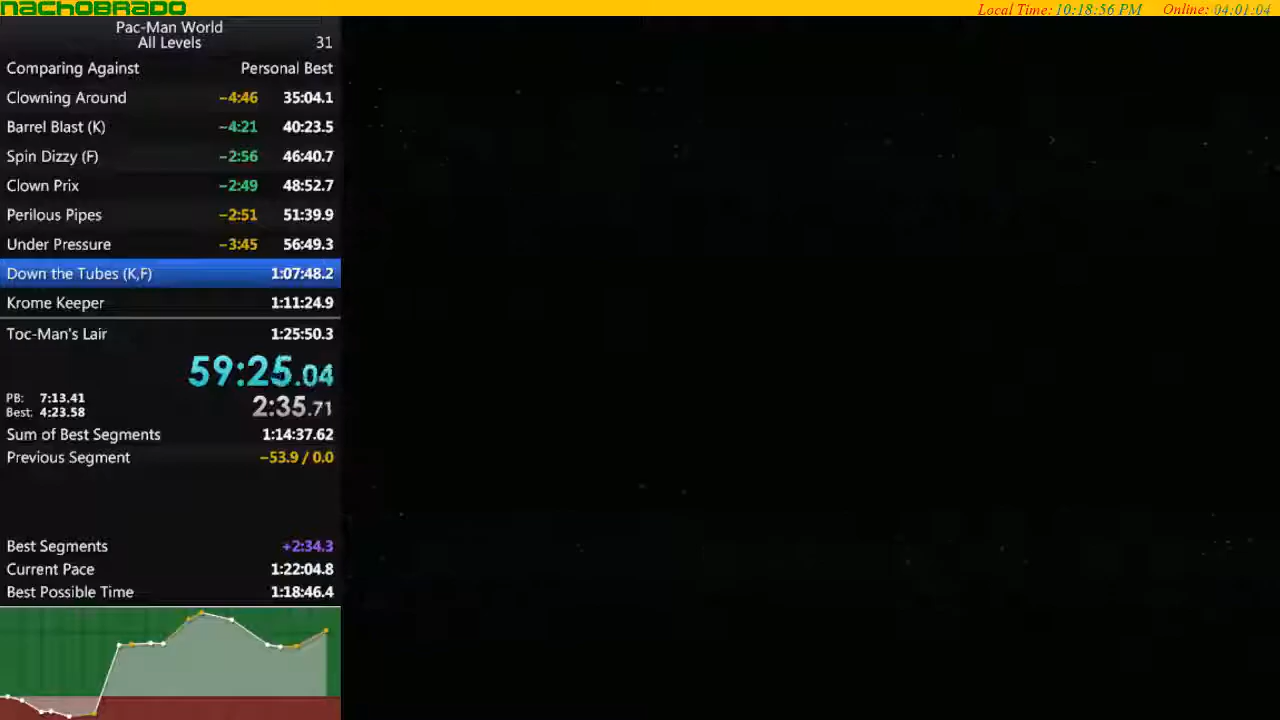 NACHOBRADO
Local Time: 10:18:56 PM Online: 04:01:04
Pac-Man World
All Levels 31
Comparing Against Personal Best
Clowning Around −4:46 35:04.1
Barrel Blast (K) −4:21 40:23.5
Spin Dizzy (F) −2:56 46:40.7
Clown Prix −2:49 48:52.7
Perilous Pipes −2:51 51:39.9
Under Pressure −3:45 56:49.3
Down the Tubes (K,F) 1:07:48.2
Krome Keeper 1:11:24.9
Toc-Man's Lair 1:25:50.3
59:25.04
PB: 7:13.41
Best: 4:23.58
2:35.71
Sum of Best Segments 1:14:37.62
Previous Segment −53.9 / 0.0
Best Segments +2:34.3
Current Pace 1:22:04.8
Best Possible Time 1:18:46.4